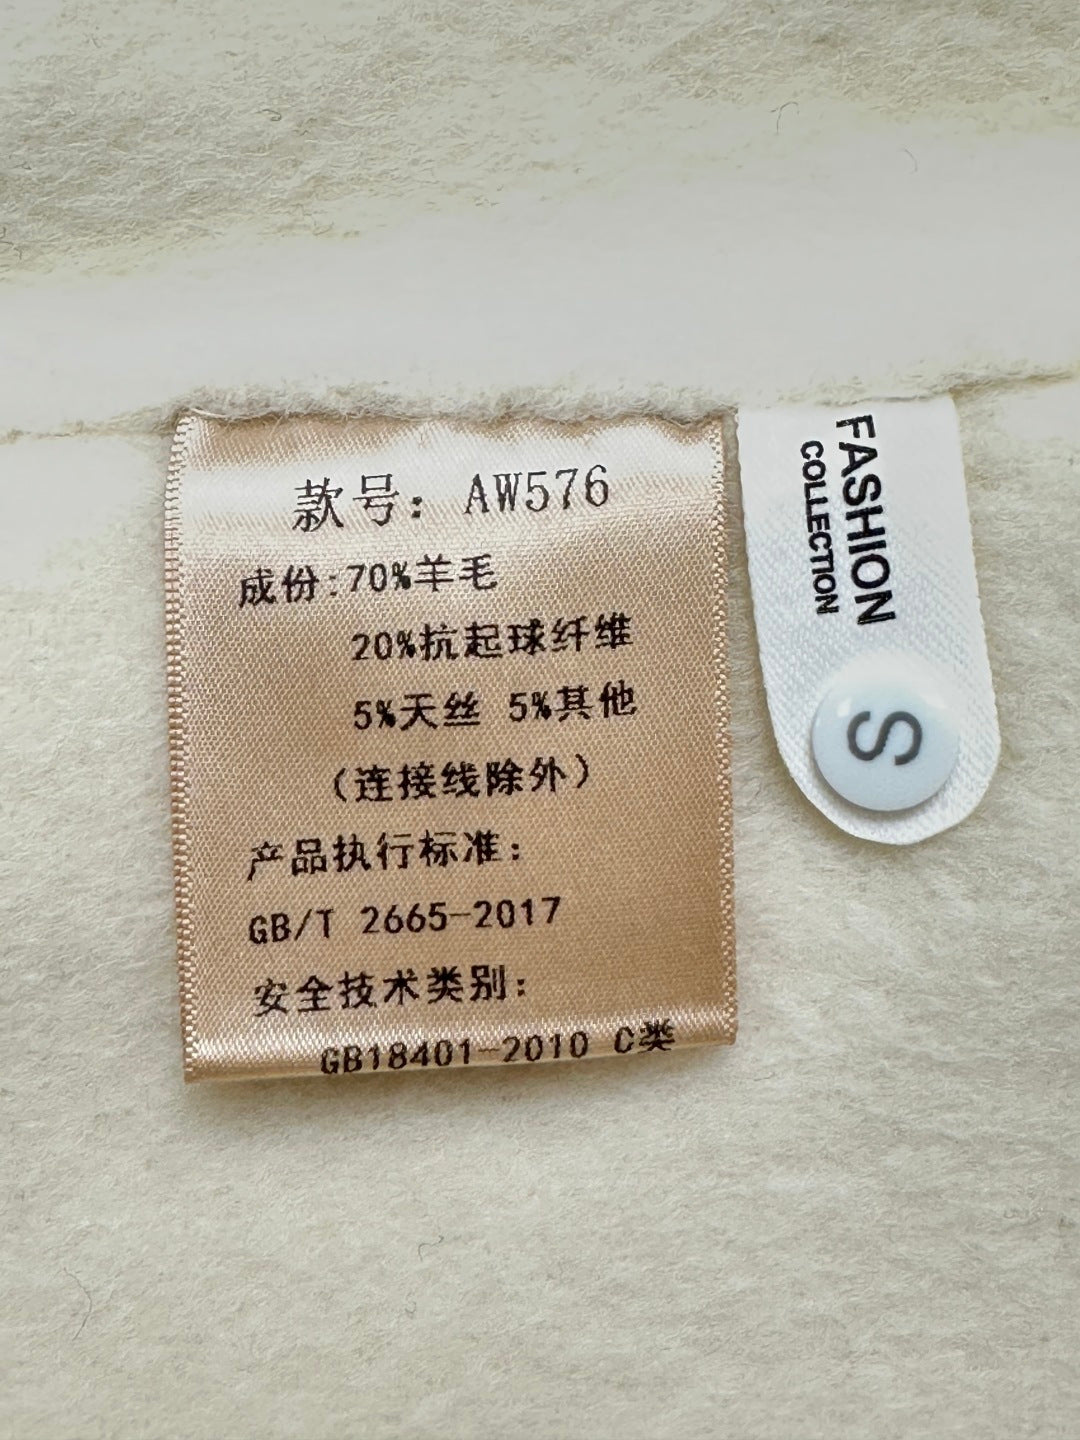 款号：AW576
成份:70%羊毛
20%抗起球纤维
5%天丝 5%其他
（连接线除外）
产品执行标准：
GB/T 2665-2017
安全技术类别：
GB18401-2010 C类
FASHION
COLLECTION
S